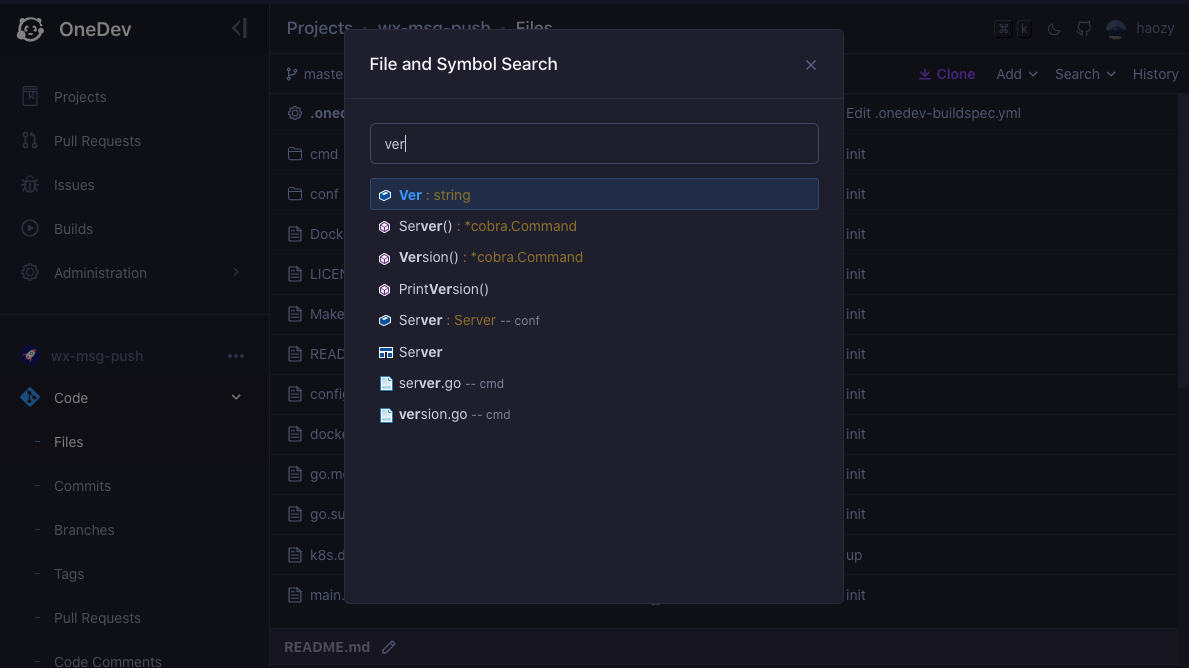 OneDev
Projects · wx-msg-push · Files
⌘ k
haozy
Projects
Pull Requests
Issues
Builds
Administration
wx-msg-push
Code
- Files
- Commits
- Branches
- Tags
- Pull Requests
- Code Comments
Clone Add Search History
File and Symbol Search
ver
Ver : string
Server() : *cobra.Command
Version() : *cobra.Command
PrintVersion()
Server : Server -- conf
Server
server.go -- cmd
version.go -- cmd
maste
.oned Edit .onedev-buildspec.yml
cmd init
conf init
Dock init
LICEN init
Make init
READ init
config init
docke init
go.mo init
go.su init
k8s.d up
main. init
README.md